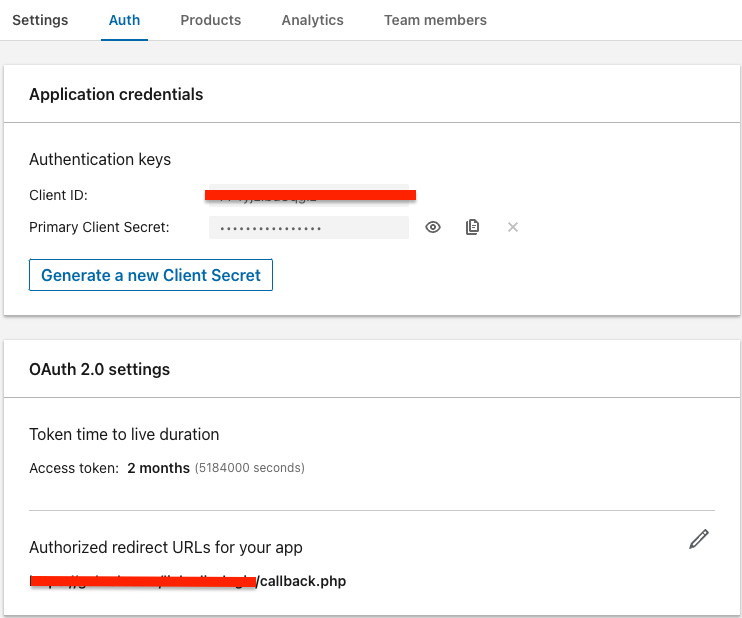 Settings Auth Products Analytics Team members
Application credentials
Authentication keys
Client ID:
Primary Client Secret: ••••••••••••••••
Generate a new Client Secret
OAuth 2.0 settings
Token time to live duration
Access token: 2 months (5184000 seconds)
Authorized redirect URLs for your app
/callback.php